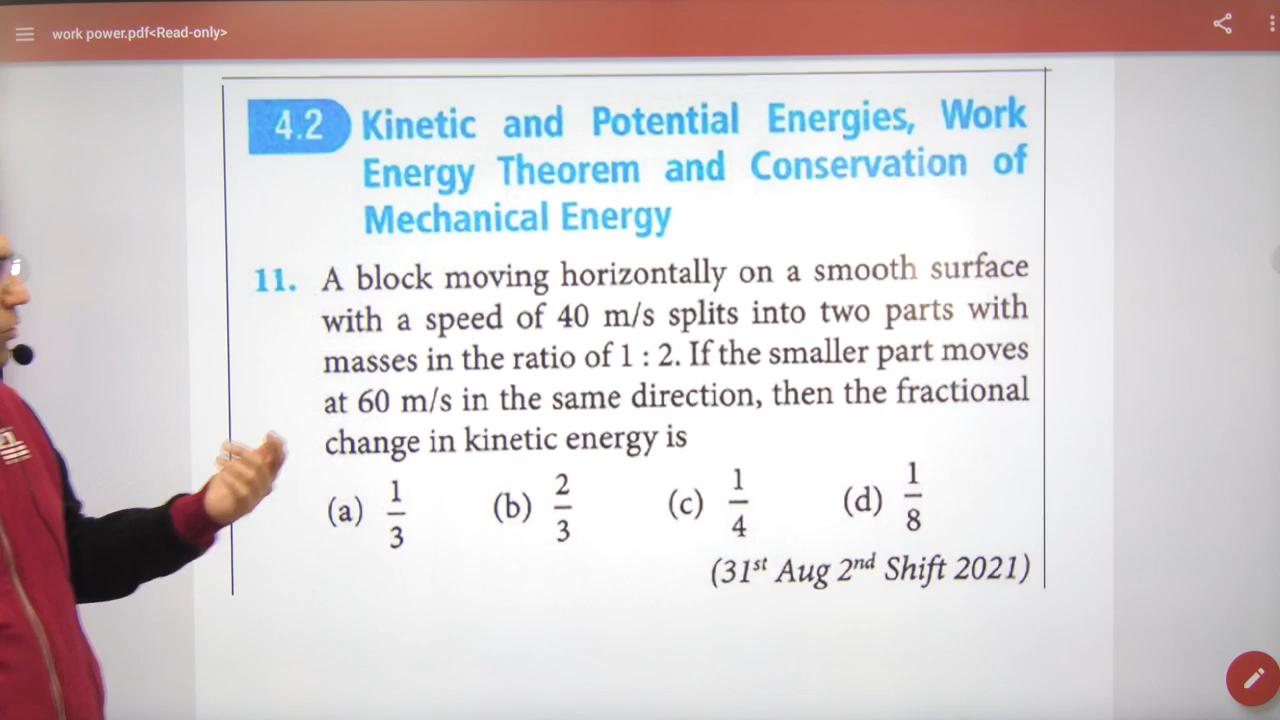 work power.pdf<Read-only>
4.2 Kinetic and Potential Energies, Work
Energy Theorem and Conservation of
Mechanical Energy
11. A block moving horizontally on a smooth surface
with a speed of 40 m/s splits into two parts with
masses in the ratio of 1 : 2. If the smaller part moves
at 60 m/s in the same direction, then the fractional
change in kinetic energy is
(a) 1/3 (b) 2/3 (c) 1/4 (d) 1/8
(31st Aug 2nd Shift 2021)